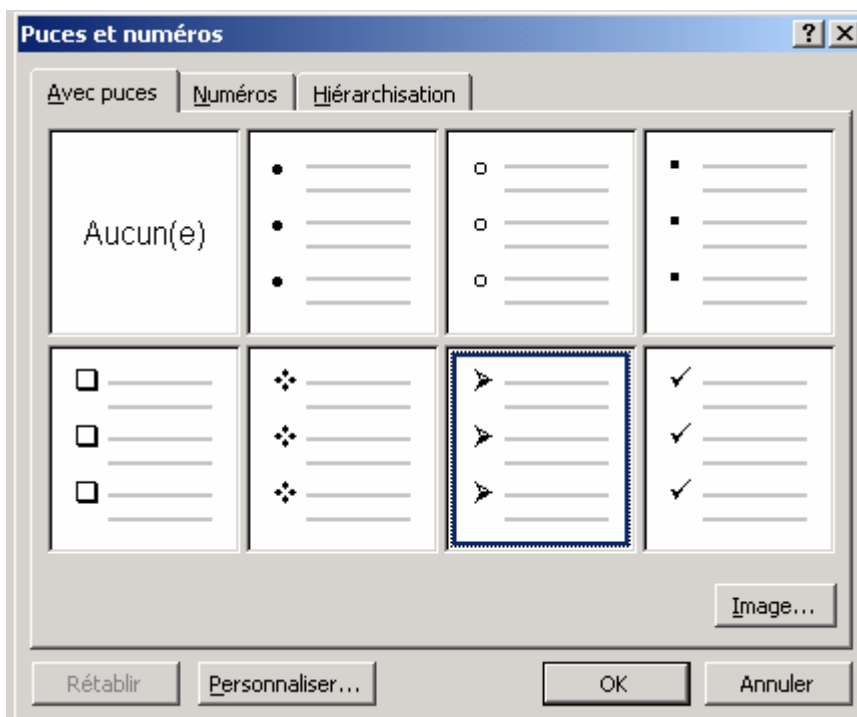 Puces et numéros
Avec puces Numéros Hiérarchisation
Aucun(e)
Image...
Rétablir Personnaliser... OK Annuler